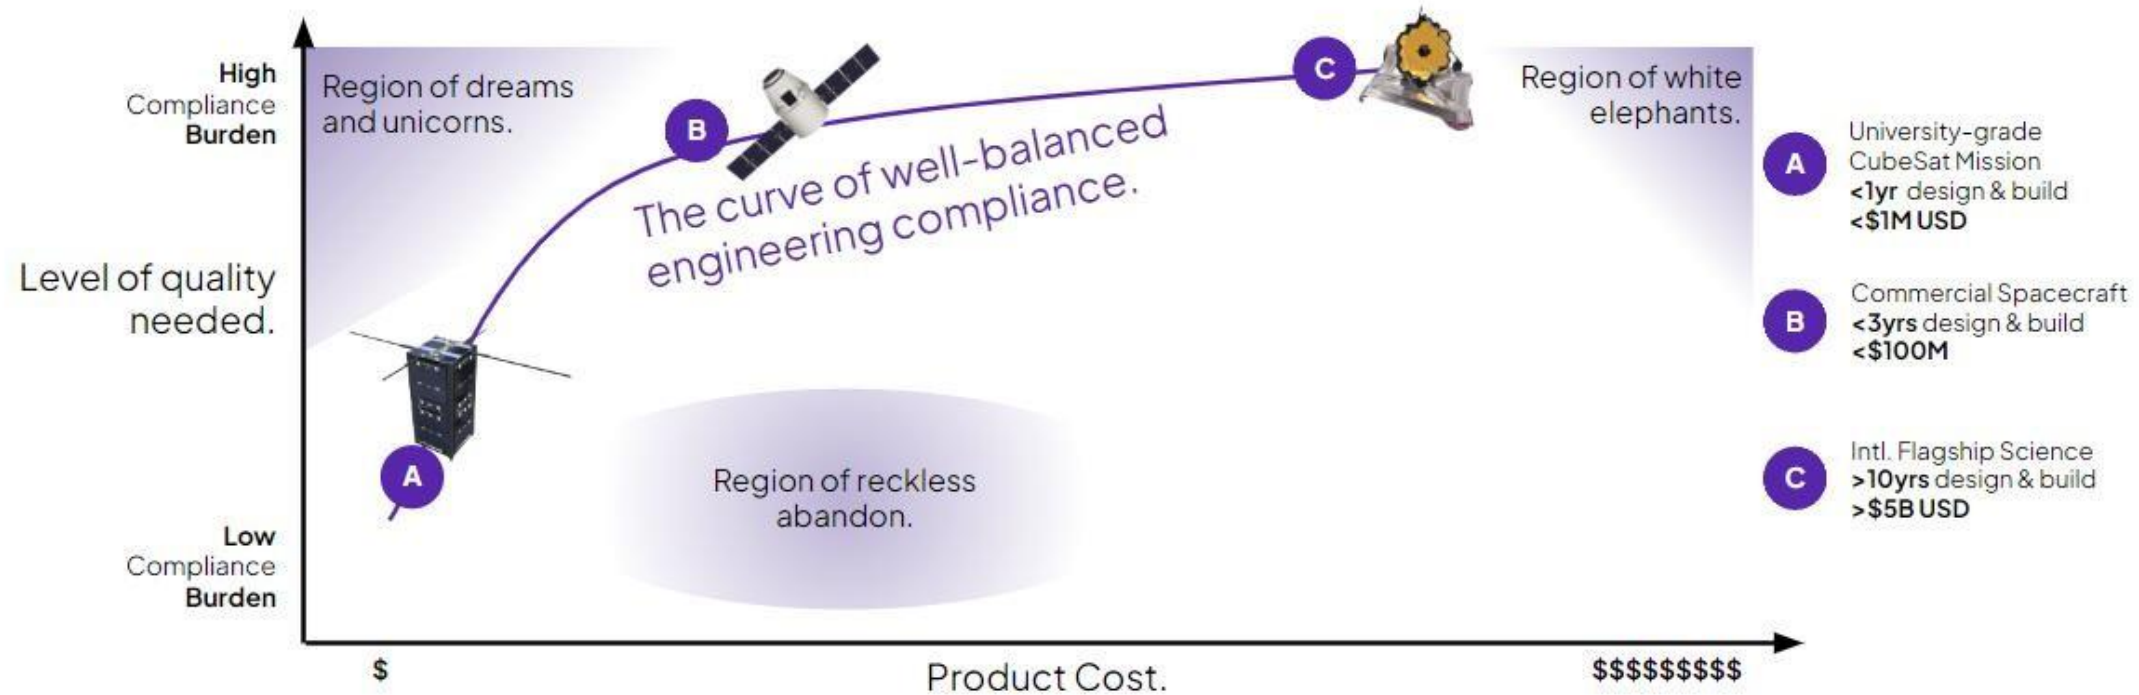 High
Compliance
Burden
Level of quality
needed.
Low
Compliance
Burden
Region of dreams
and unicorns.
B
The curve of well-balanced
engineering compliance.
C
Region of white
elephants.
A
Region of reckless
abandon.
$
Product Cost.
$$$$$$$$$
A
University-grade
CubeSat Mission
<1yr design & build
<$1M USD
B
Commercial Spacecraft
<3yrs design & build
<$100M
C
Intl. Flagship Science
>10yrs design & build
>$5B USD